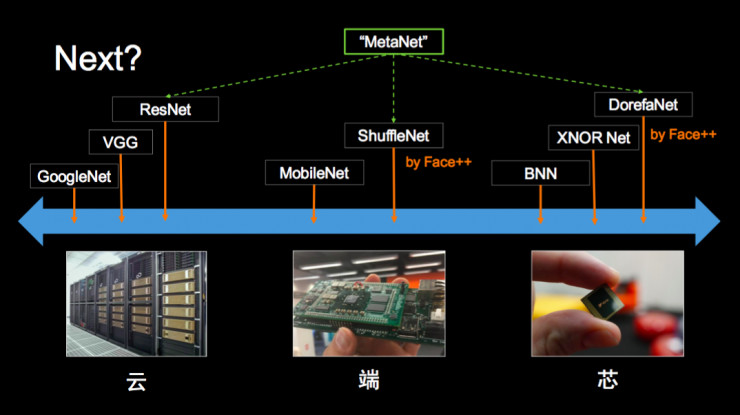 Next?
“MetaNet”
ResNet
VGG
GoogleNet
ShuffleNet
by Face++
MobileNet
DorefaNet
by Face++
XNOR Net
BNN
云
端
芯